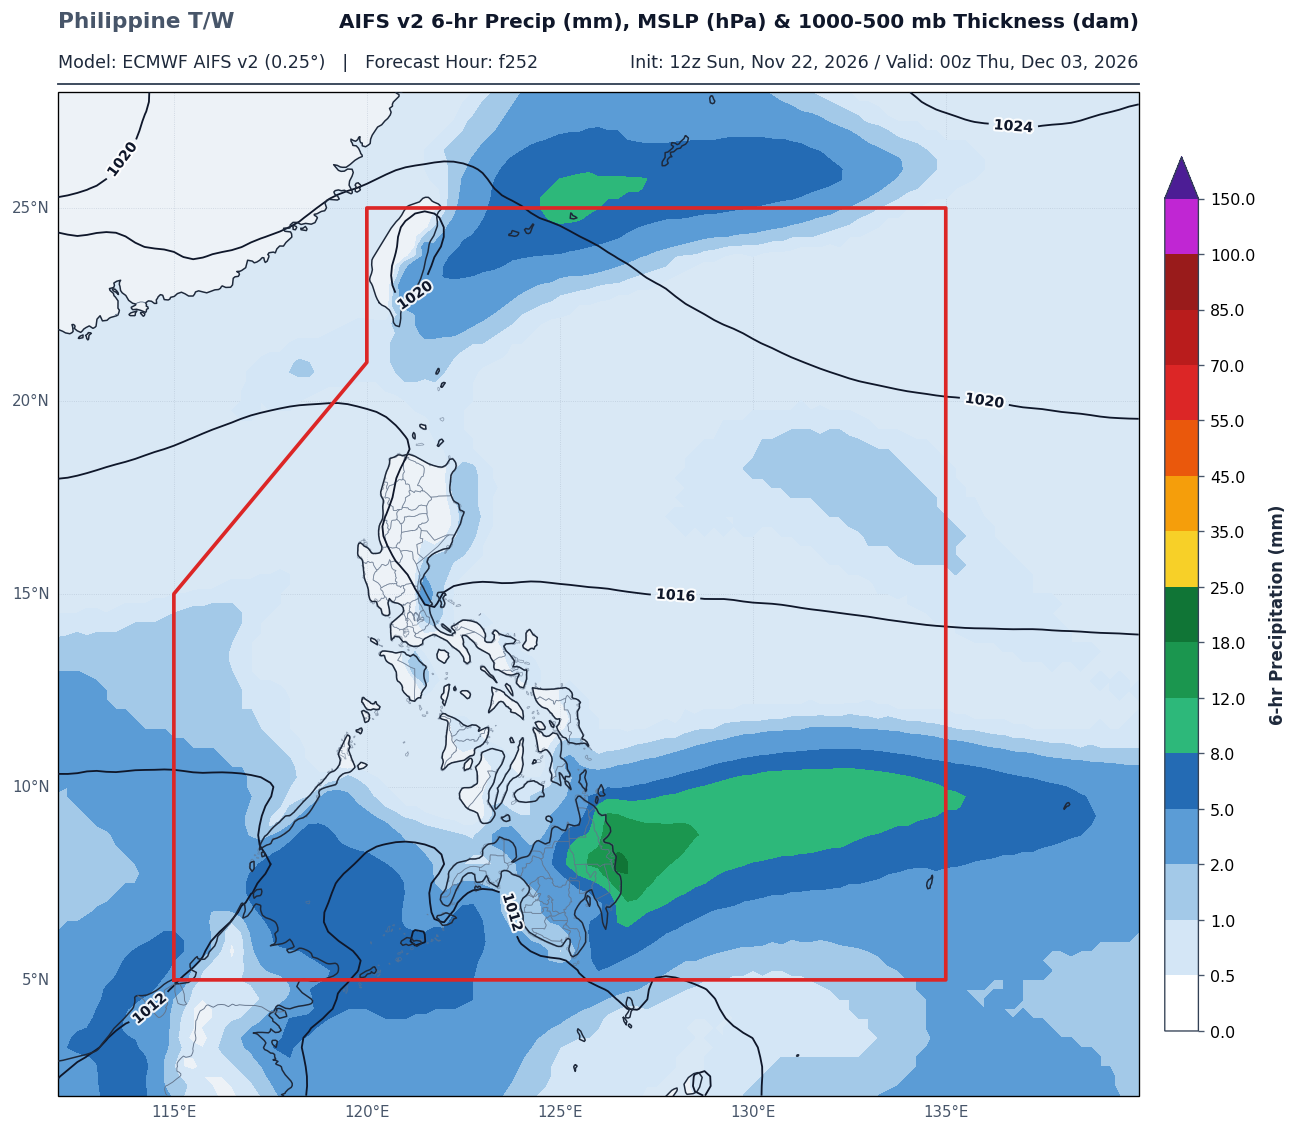 Philippine T/W
AIFS v2 6-hr Precip (mm), MSLP (hPa) & 1000-500 mb Thickness (dam)
Model: ECMWF AIFS v2 (0.25°) | Forecast Hour: f252
Init: 12z Sun, Nov 22, 2026 / Valid: 00z Thu, Dec 03, 2026
1020
1024
1020
1020
1016
1012
1012
25°N
20°N
15°N
10°N
5°N
115°E
120°E
125°E
130°E
135°E
150.0
100.0
85.0
70.0
55.0
45.0
35.0
25.0
18.0
12.0
8.0
5.0
2.0
1.0
0.5
0.0
6-hr Precipitation (mm)